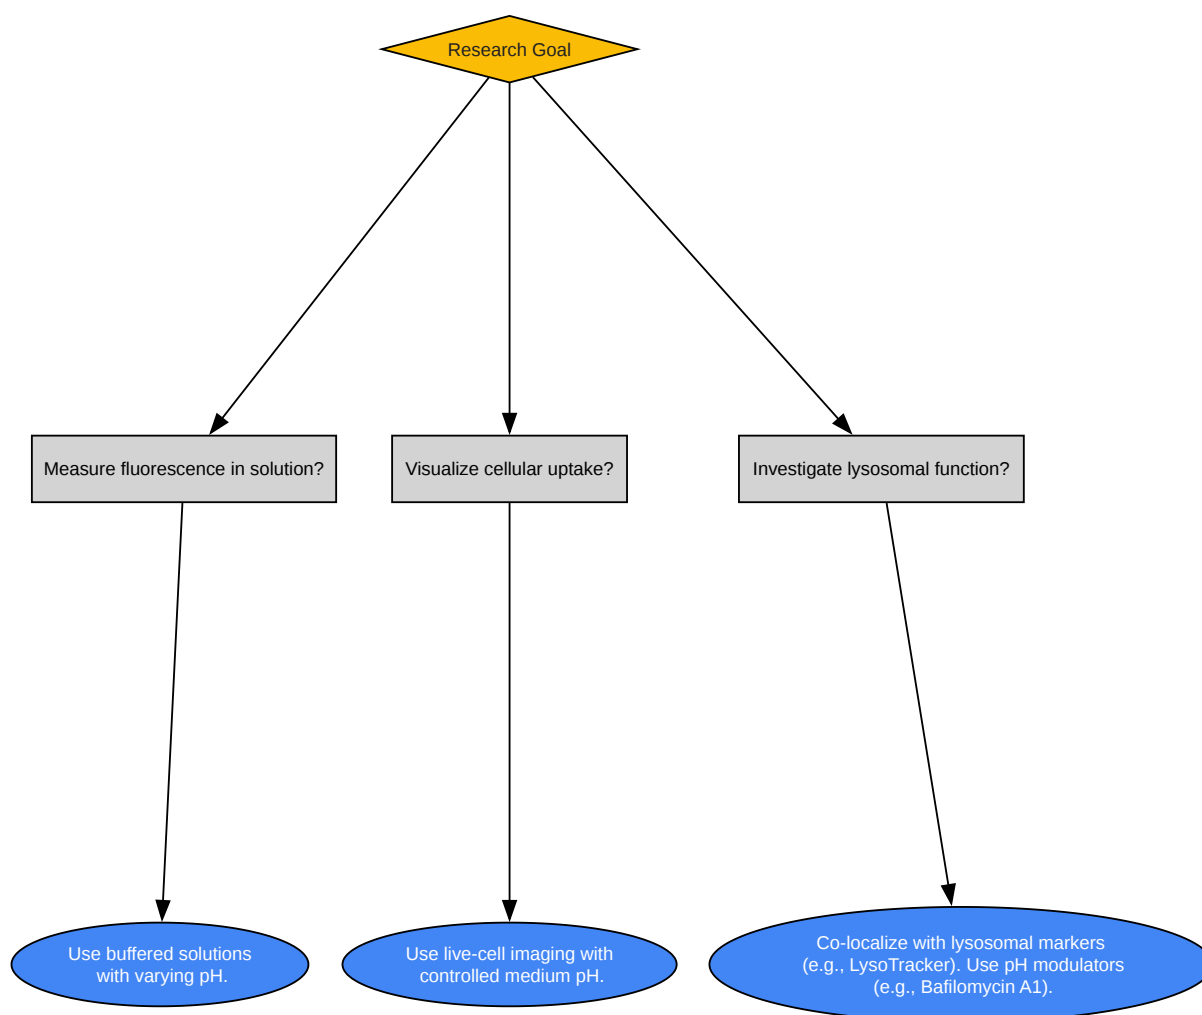 Research Goal
Measure fluorescence in solution?
Visualize cellular uptake?
Investigate lysosomal function?
Use buffered solutions
with varying pH.
Use live-cell imaging with
controlled medium pH.
Co-localize with lysosomal markers
(e.g., LysoTracker). Use pH modulators
(e.g., Bafilomycin A1).